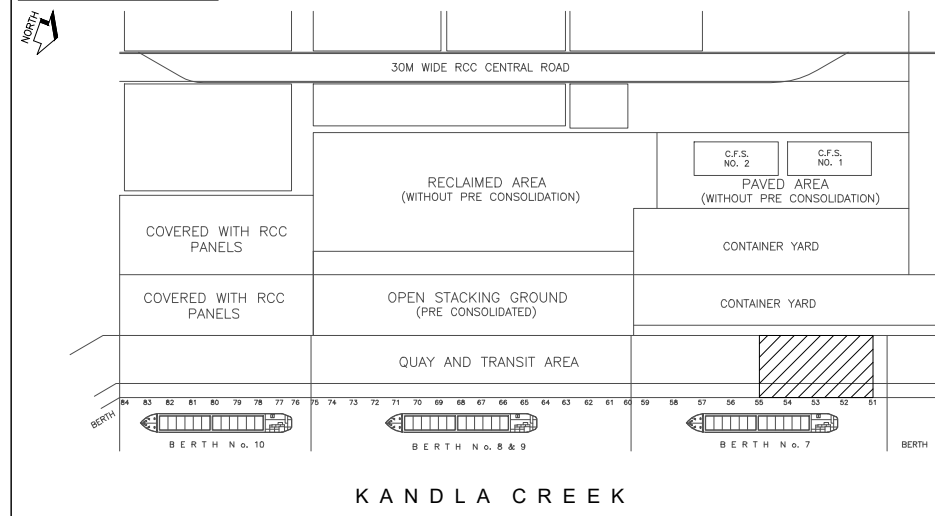 NORTH
30M WIDE RCC CENTRAL ROAD
C.F.S.
NO. 2
C.F.S.
NO. 1
RECLAIMED AREA
(WITHOUT PRE CONSOLIDATION)
PAVED AREA
(WITHOUT PRE CONSOLIDATION)
COVERED WITH RCC
PANELS
CONTAINER YARD
COVERED WITH RCC
PANELS
OPEN STACKING GROUND
(PRE CONSOLIDATED)
CONTAINER YARD
QUAY AND TRANSIT AREA
84 83 82 81 80 79 78 77 76 75 74 73 72 71 70 69 68 67 66 65 64 63 62 61 60 59 58 57 56 55 54 53 52 51
BERTH
BERTH No. 10
BERTH No. 8 & 9
BERTH No. 7
BERTH
KANDLA CREEK